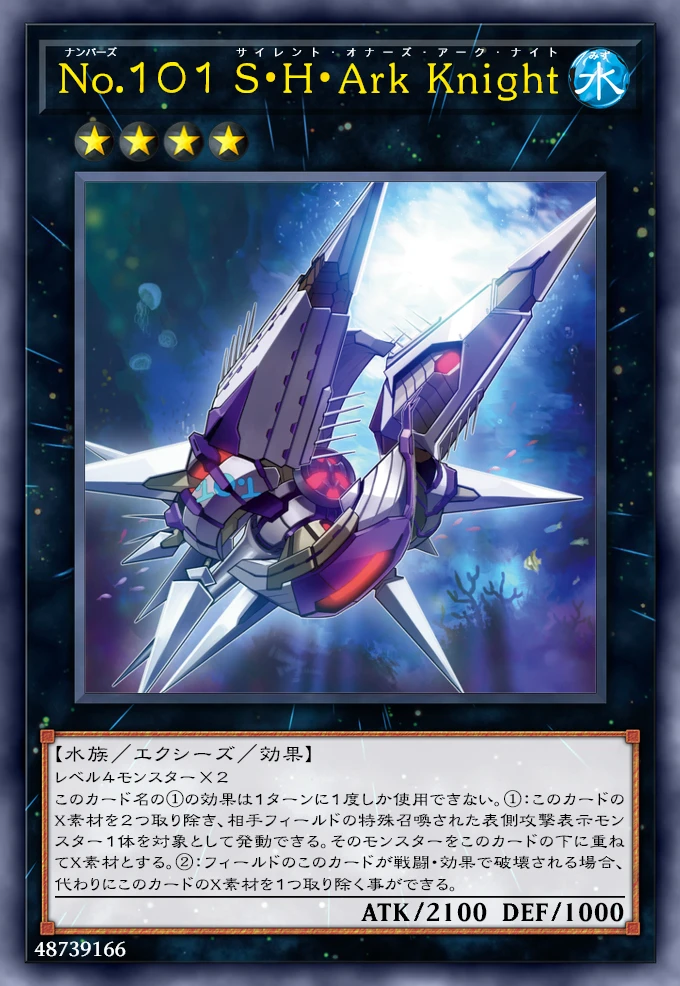 ナンバーズ サイレント・オナーズ・アーク・ナイト
No.101 S•H•Ark Knight
みず
水
101
【水族／エクシーズ／効果】
レベル４モンスター×２
このカード名の①の効果は１ターンに１度しか使用できない。①：このカードの
X素材を２つ取り除き、相手フィールドの特殊召喚された表側攻撃表示モン
スター１体を対象として発動できる。そのモンスターをこのカードの下に重ね
てX素材とする。②：フィールドのこのカードが戦闘・効果で破壊される場合、
代わりにこのカードのX素材を１つ取り除く事ができる。
ATK/2100 DEF/1000
48739166